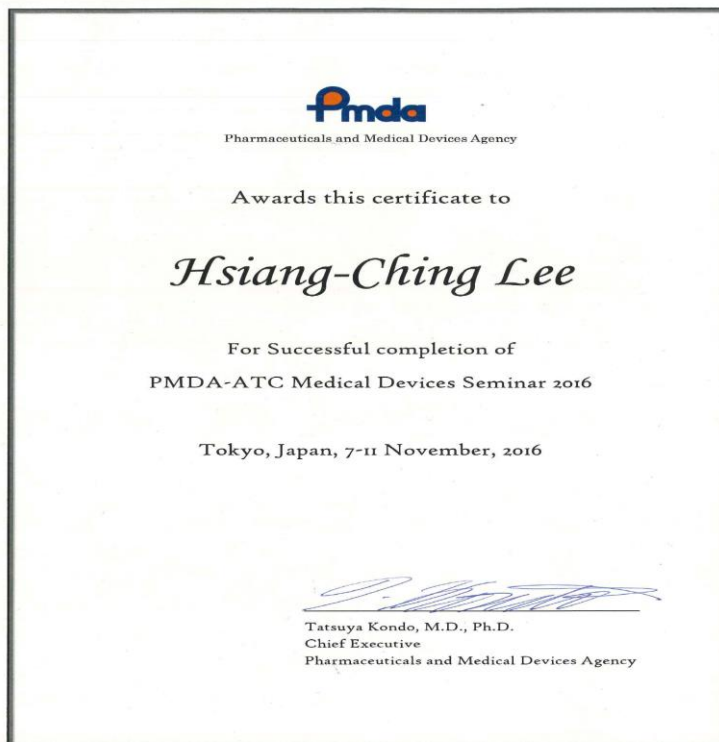 Pmda
Pharmaceuticals and Medical Devices Agency
Awards this certificate to
Hsiang-Ching Lee
For Successful completion of
PMDA-ATC Medical Devices Seminar 2016
Tokyo, Japan, 7-11 November, 2016
Tatsuya Kondo, M.D., Ph.D.
Chief Executive
Pharmaceuticals and Medical Devices Agency